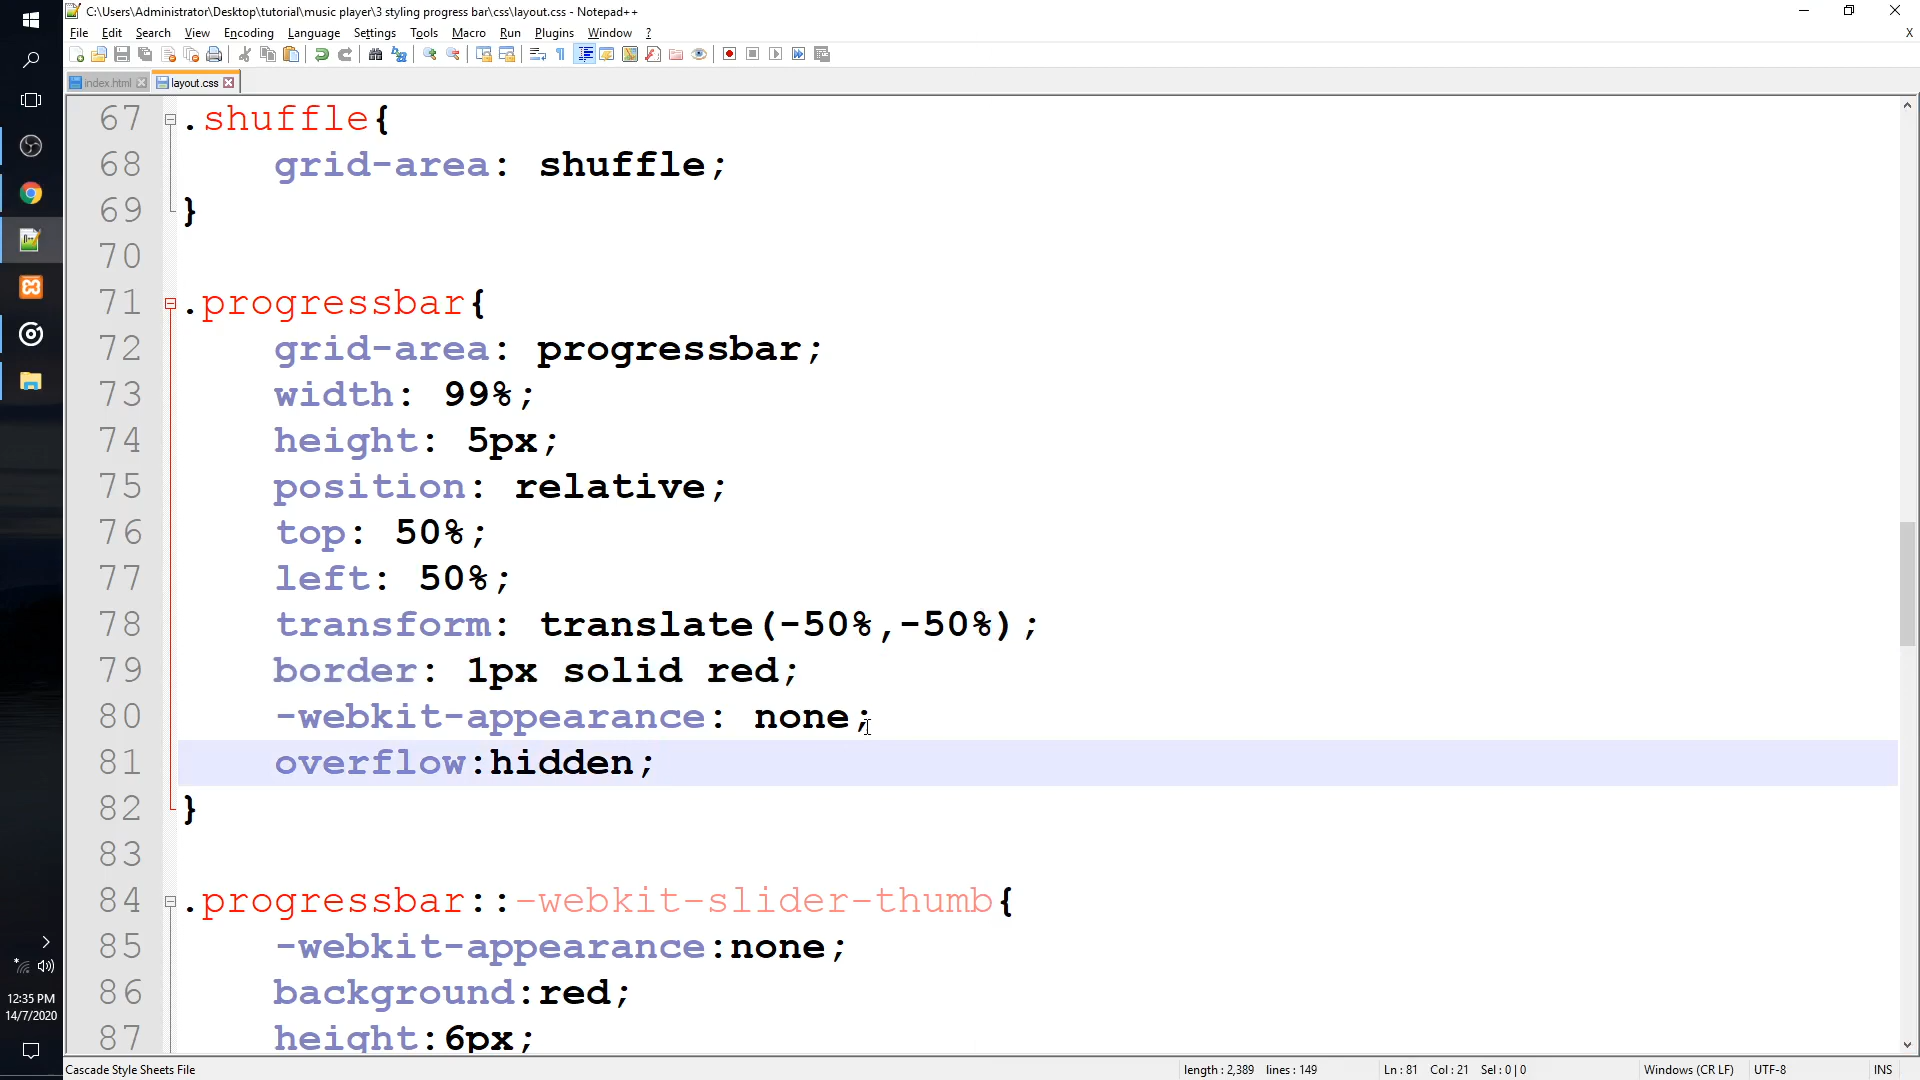 C:\Users\Administrator\Desktop\tutorial\music player\3 styling progress bar\css\layout.css - Notepad++
File Edit Search View Encoding Language Settings Tools Macro Run Plugins Window ? X
index.html layout.css
67 .shuffle{
68 grid-area: shuffle;
69 }
70
71 .progressbar{
72 grid-area: progressbar;
73 width: 99%;
74 height: 5px;
75 position: relative;
76 top: 50%;
77 left: 50%;
78 transform: translate(-50%,-50%);
79 border: 1px solid red;
80 -webkit-appearance: none;
81 overflow:hidden;
82 }
83
84 .progressbar::-webkit-slider-thumb{
85 -webkit-appearance:none;
86 background:red;
87 height:6px;
12:35 PM
14/7/2020
Cascade Style Sheets File length : 2,389 lines : 149 Ln : 81 Col : 21 Sel : 0 | 0 Windows (CR LF) UTF-8 INS